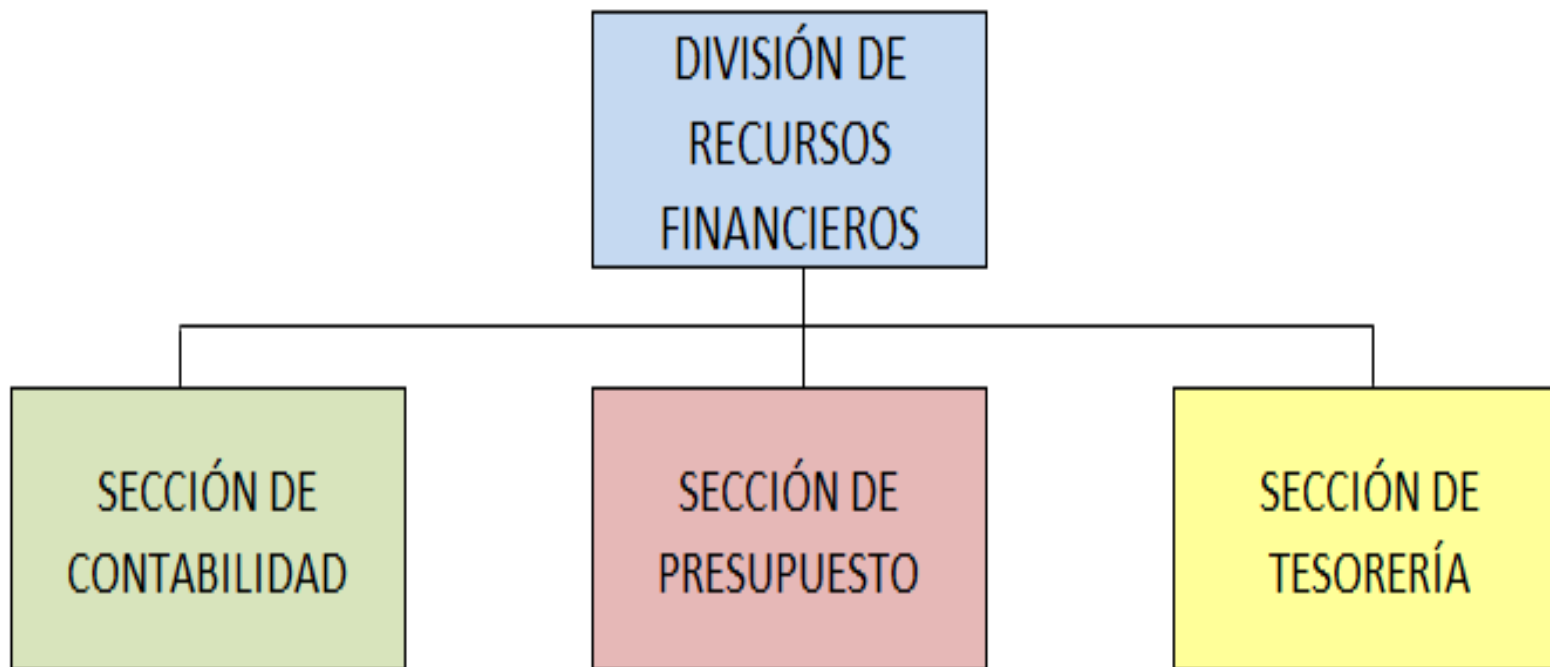 DIVISIÓN DE
RECURSOS
FINANCIEROS
SECCIÓN DE
CONTABILIDAD
SECCIÓN DE
PRESUPUESTO
SECCIÓN DE
TESORERÍA